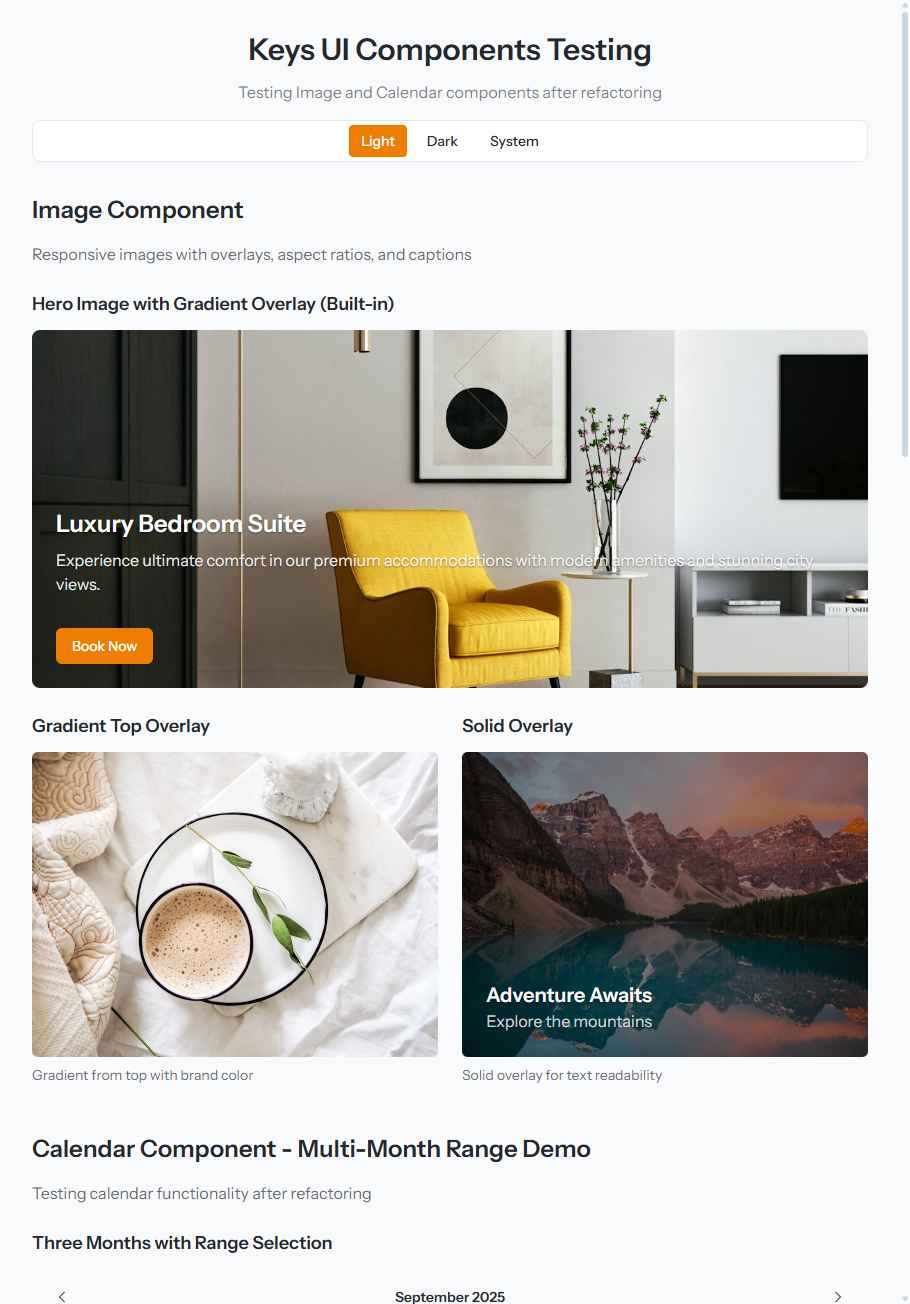 Keys UI Components Testing
Testing Image and Calendar components after refactoring
Light Dark System
Image Component
Responsive images with overlays, aspect ratios, and captions
Hero Image with Gradient Overlay (Built-in)
Luxury Bedroom Suite
Experience ultimate comfort in our premium accommodations with modern amenities and stunning city
views.
THE FASHI
Book Now
Gradient Top Overlay Solid Overlay
Adventure Awaits
Explore the mountains
Gradient from top with brand color Solid overlay for text readability
Calendar Component - Multi-Month Range Demo
Testing calendar functionality after refactoring
Three Months with Range Selection
September 2025